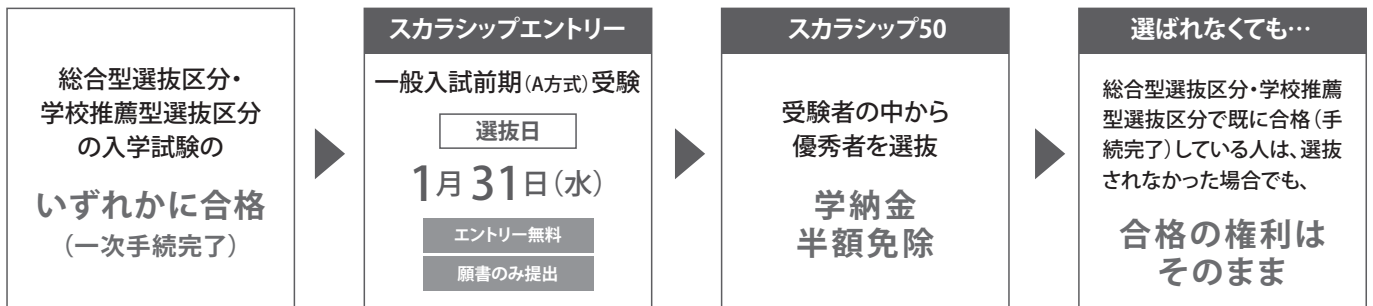 総合型選抜区分・
学校推薦型選抜区分
の入学試験の
いずれかに合格
（一次手続完了）
スカラシップエントリー
一般入試前期（A方式）受験
選抜日
1月31日（水）
エントリー無料
願書のみ提出
スカラシップ50
受験者の中から
優秀者を選抜
学納金
半額免除
選ばれなくても…
総合型選抜区分・学校推薦
型選抜区分で既に合格（手
続完了）している人は、選抜
されなかった場合でも、
合格の権利は
そのまま